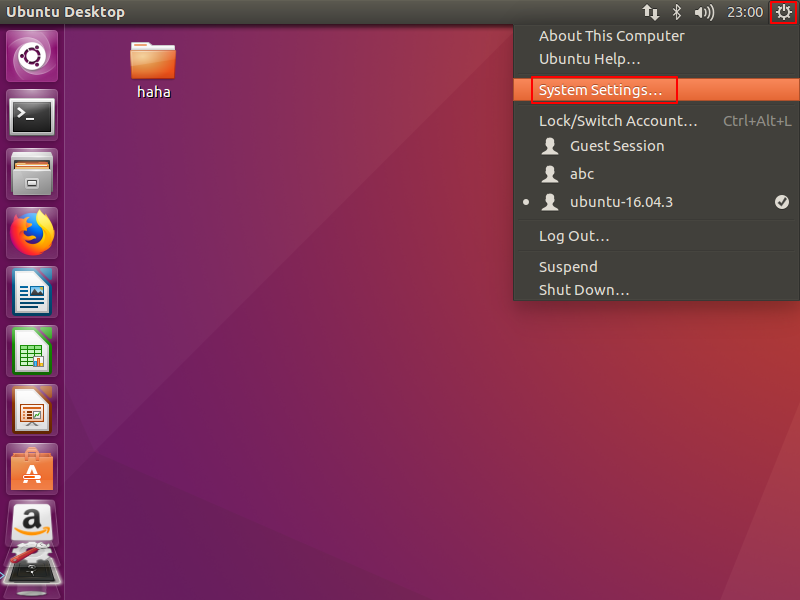 Ubuntu Desktop
23:00
About This Computer
Ubuntu Help...
System Settings...
Lock/Switch Account... Ctrl+Alt+L
Guest Session
abc
ubuntu-16.04.3
Log Out...
Suspend
Shut Down...
haha
>_
A
a